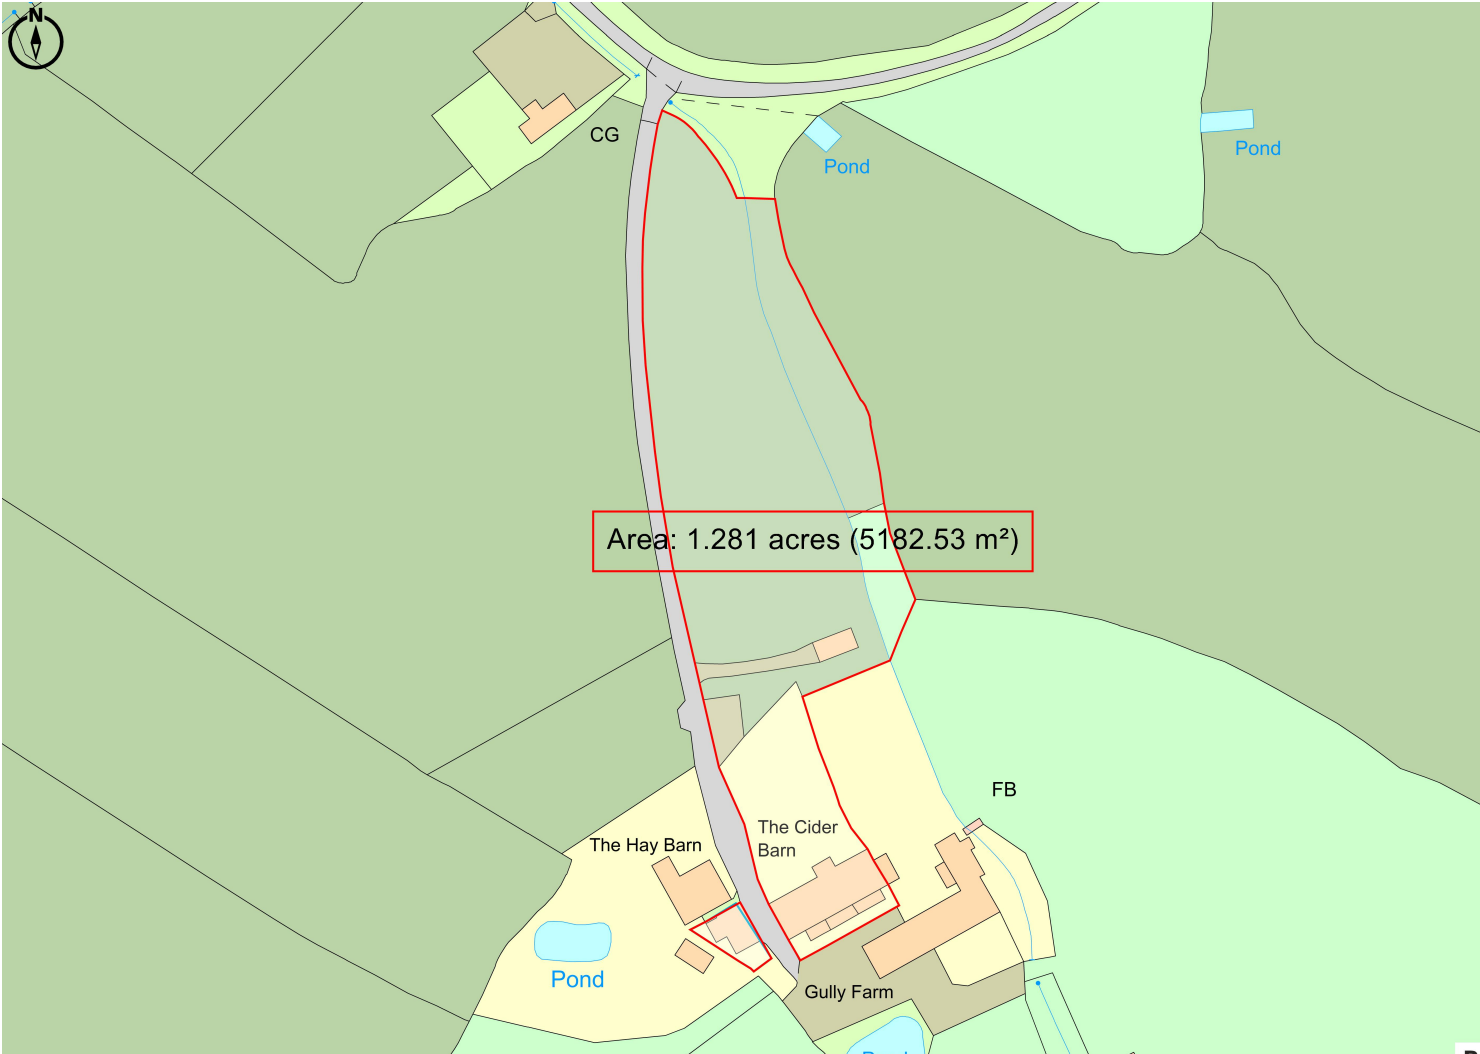 N
CG
Pond
Pond
Area: 1.281 acres (5182.53 m²)
FB
The Cider
Barn
The Hay Barn
Pond
Gully Farm